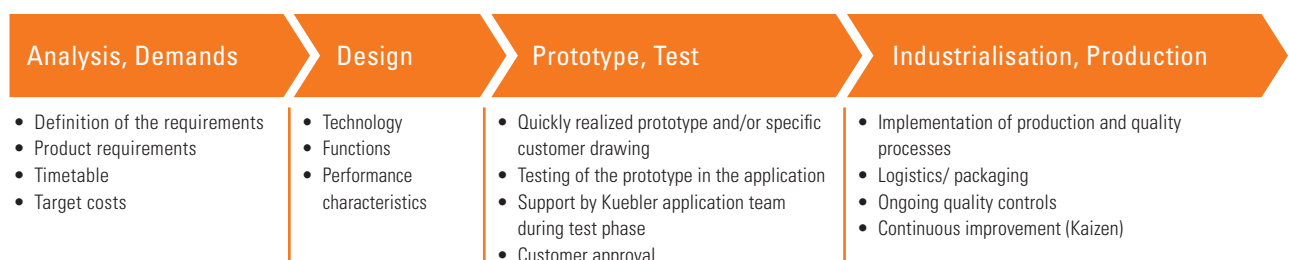 Analysis, Demands
Design
Prototype, Test
Industrialisation, Production
• Definition of the requirements
• Product requirements
• Timetable
• Target costs
• Technology
• Functions
• Performance
characteristics
• Quickly realized prototype and/or specific
customer drawing
• Testing of the prototype in the application
• Support by Kuebler application team
during test phase
• Customer approval
• Implementation of production and quality
processes
• Logistics/ packaging
• Ongoing quality controls
• Continuous improvement (Kaizen)